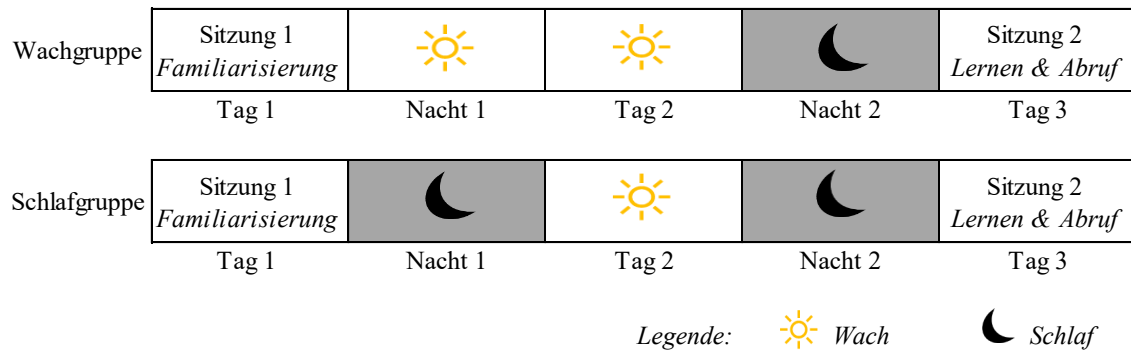 Wachgruppe
Sitzung 1
Familiarisierung
Sitzung 2
Lernen & Abruf
Tag 1 Nacht 1 Tag 2 Nacht 2 Tag 3
Schlafgruppe
Sitzung 1
Familiarisierung
Sitzung 2
Lernen & Abruf
Tag 1 Nacht 1 Tag 2 Nacht 2 Tag 3
Legende: Wach Schlaf